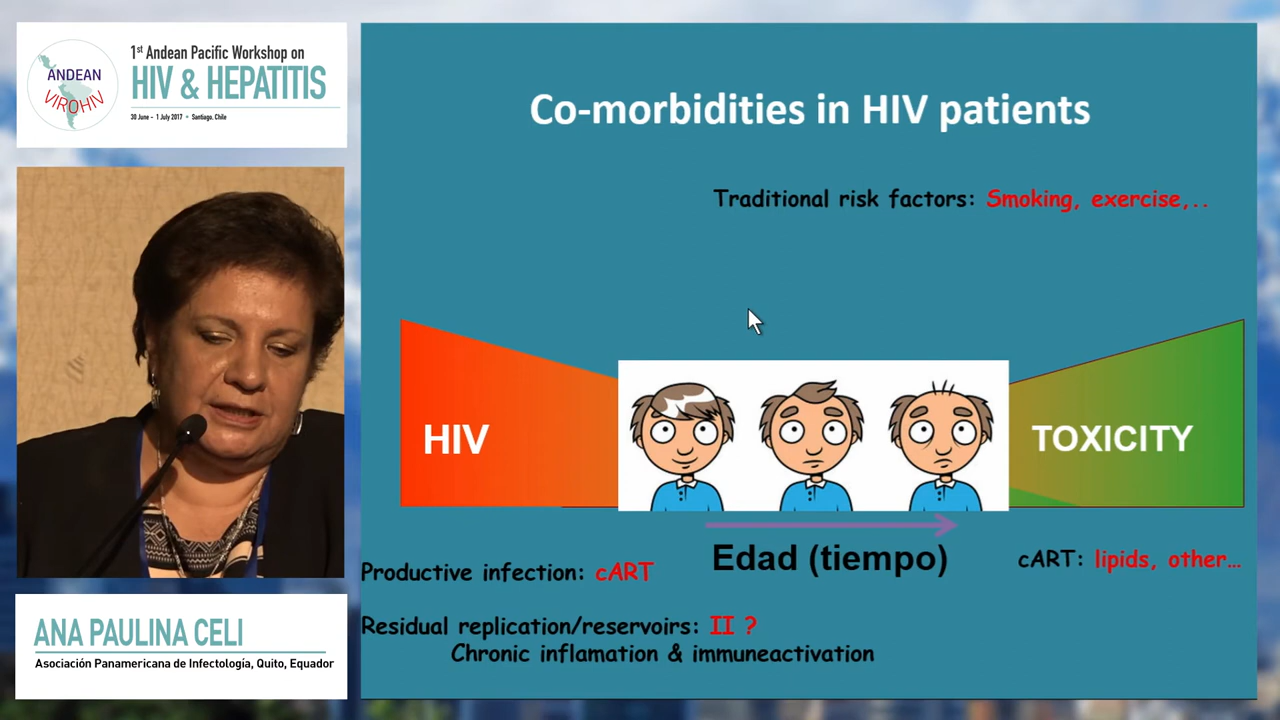 1st Andean Pacific Workshop on
HIV & HEPATITIS
30 June - 1 July 2017 • Santiago, Chile
ANDEAN
VIROHIV
ANA PAULINA CELI
Asociación Panamericana de Infectología, Quito, Equador
Co-morbidities in HIV patients
Traditional risk factors: Smoking, exercise,..
HIV
TOXICITY
Edad (tiempo)
Productive infection: cART
cART: lipids, other...
Residual replication/reservoirs: II ?
Chronic inflamation & immuneactivation